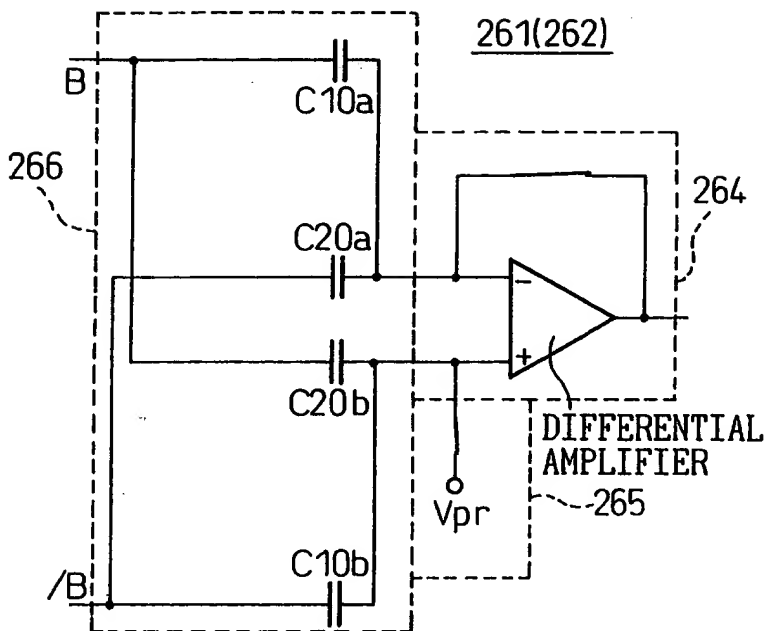 261(262)
B
C10a
266
264
C20a
−
+
C20b
DIFFERENTIAL
AMPLIFIER
Vpr
265
C10b
/B